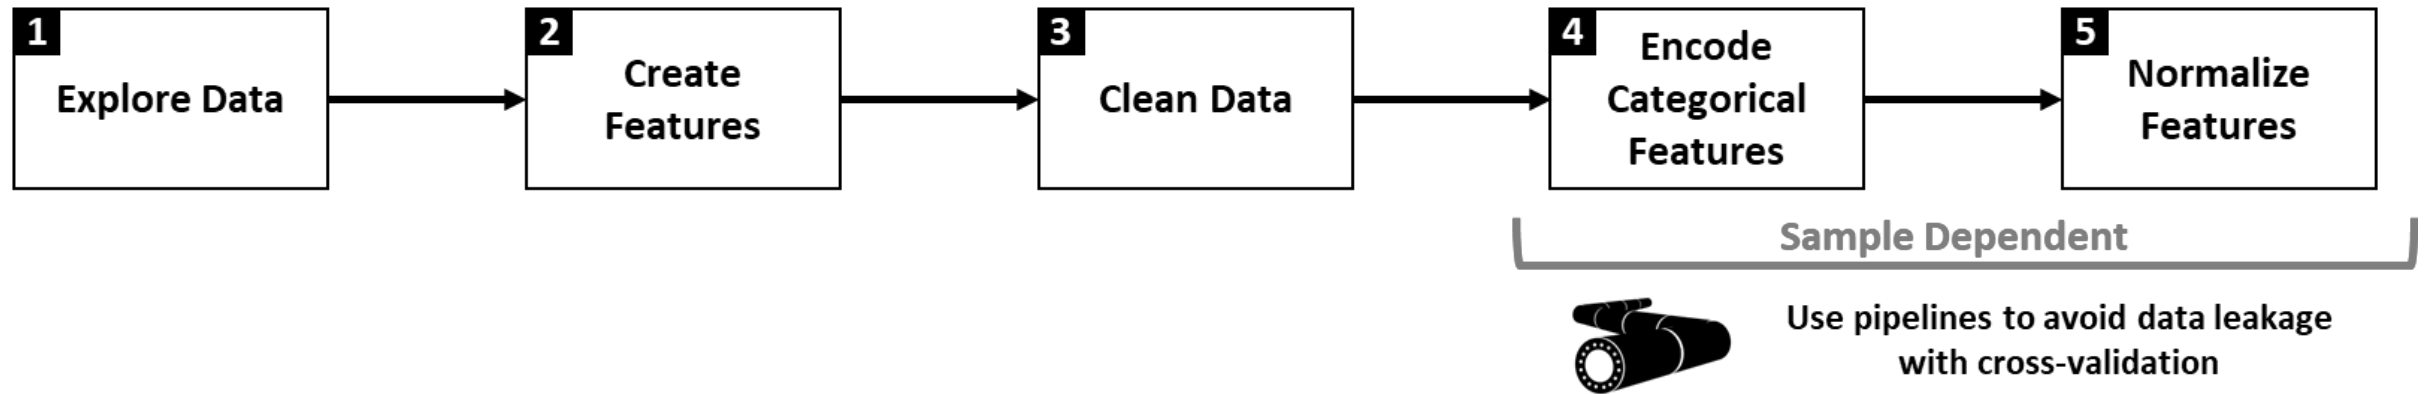 1
Explore Data
2
Create
Features
3
Clean Data
4
Encode
Categorical
Features
5
Normalize
Features
Sample Dependent
Use pipelines to avoid data leakage
with cross-validation